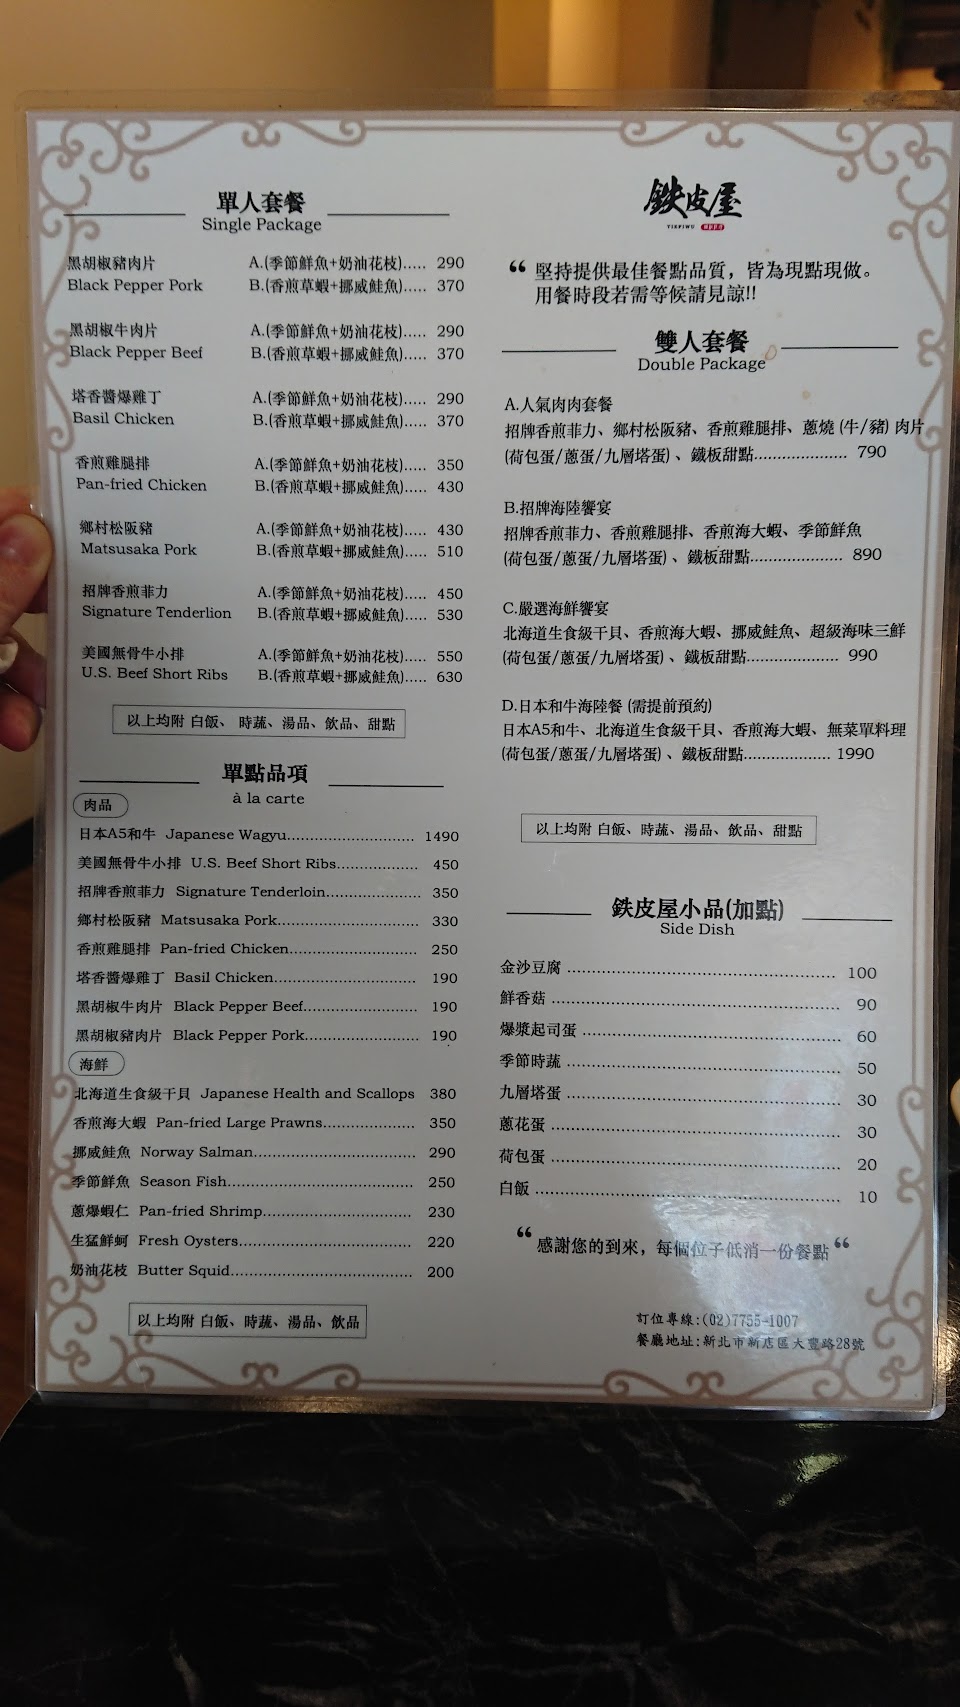 單人套餐
Single Package
黑胡椒豬肉片 A.(季節鮮魚+奶油花枝)..... 290
Black Pepper Pork B.(香煎草蝦+挪威鮭魚)..... 370
黑胡椒牛肉片 A.(季節鮮魚+奶油花枝)..... 290
Black Pepper Beef B.(香煎草蝦+挪威鮭魚)..... 370
塔香醬爆雞丁 A.(季節鮮魚+奶油花枝)..... 290
Basil Chicken B.(香煎草蝦+挪威鮭魚)..... 370
香煎雞腿排 A.(季節鮮魚+奶油花枝)..... 350
Pan-fried Chicken B.(香煎草蝦+挪威鮭魚)..... 430
鄉村松阪豬 A.(季節鮮魚+奶油花枝)..... 430
Matsusaka Pork B.(香煎草蝦+挪威鮭魚)..... 510
招牌香煎菲力 A.(季節鮮魚+奶油花枝)..... 450
Signature Tenderlion B.(香煎草蝦+挪威鮭魚)..... 530
美國無骨牛小排 A.(季節鮮魚+奶油花枝)..... 550
U.S. Beef Short Ribs B.(香煎草蝦+挪威鮭魚)..... 630
以上均附 白飯、時蔬、湯品、飲品、甜點
單點品項
à la carte
肉品
日本A5和牛 Japanese Wagyu........................... 1490
美國無骨牛小排 U.S. Beef Short Ribs.................. 450
招牌香煎菲力 Signature Tenderloin.................... 350
鄉村松阪豬 Matsusaka Pork.............................. 330
香煎雞腿排 Pan-fried Chicken........................... 250
塔香醬爆雞丁 Basil Chicken.............................. 190
黑胡椒牛肉片 Black Pepper Beef........................ 190
黑胡椒豬肉片 Black Pepper Pork........................ 190
海鮮
北海道生食級干貝 Japanese Health and Scallops 380
香煎海大蝦 Pan-fried Large Prawns.................... 350
挪威鮭魚 Norway Salman.................................. 290
季節鮮魚 Season Fish....................................... 250
蔥爆蝦仁 Pan-fried Shrimp................................ 230
生猛鮮蚵 Fresh Oysters..................................... 220
奶油花枝 Butter Squid....................................... 200
以上均附 白飯、時蔬、湯品、飲品
鉄皮屋
TIEPIWU
“ 堅持提供最佳餐點品質，皆為現點現做。
用餐時段若需等候請見諒!!
雙人套餐
Double Package
A.人氣肉肉套餐
招牌香煎菲力、鄉村松阪豬、香煎雞腿排、蔥燒 (牛/豬) 肉片
(荷包蛋/蔥蛋/九層塔蛋) 、鐵板甜點..................... 790
B.招牌海陸饗宴
招牌香煎菲力、香煎雞腿排、香煎海大蝦、季節鮮魚
(荷包蛋/蔥蛋/九層塔蛋) 、鐵板甜點..................... 890
C.嚴選海鮮饗宴
北海道生食級干貝、香煎海大蝦、挪威鮭魚、超級海味三鮮
(荷包蛋/蔥蛋/九層塔蛋) 、鐵板甜點..................... 990
D.日本和牛海陸餐 (需提前預約)
日本A5和牛、北海道生食級干貝、香煎海大蝦、無菜單料理
(荷包蛋/蔥蛋/九層塔蛋) 、鐵板甜點.................... 1990
以上均附 白飯、時蔬、湯品、飲品、甜點
鉄皮屋小品(加點)
Side Dish
金沙豆腐 ............................................................ 100
鮮香菇 ............................................................... 90
爆漿起司蛋 ......................................................... 60
季節時蔬 ............................................................ 50
九層塔蛋 ............................................................ 30
蔥花蛋 ............................................................... 30
荷包蛋 ............................................................... 20
白飯 .................................................................. 10
“ 感謝您的到來，每個位子低消一份餐點 “
訂位專線:(02)7755-1007
餐廳地址:新北市新店區大豐路28號